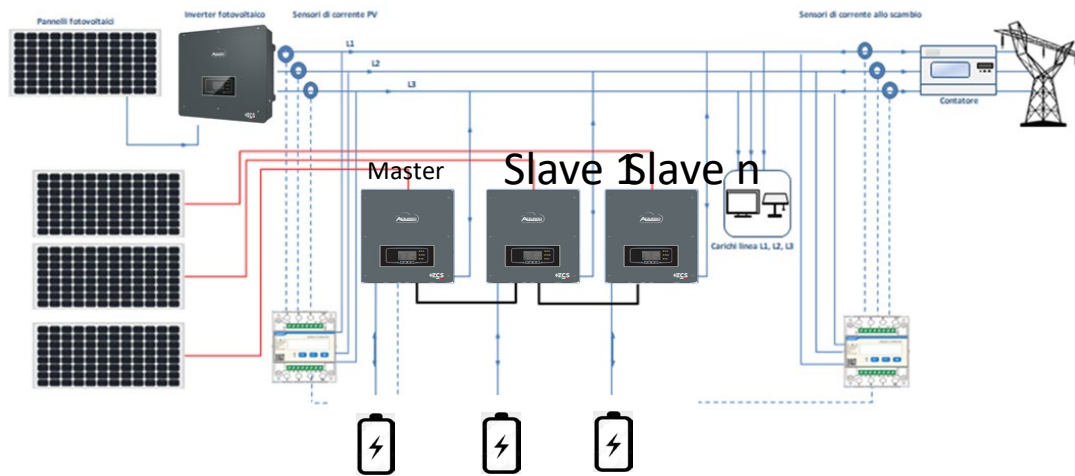 Pannelli fotovoltaici
Inverter fotovoltaico
Sensori di corrente PV
Sensori di corrente allo scambio
L1
L2
L3
Contatore
Master
Slave 1
Slave n
Carichi linea L1, L2, L3